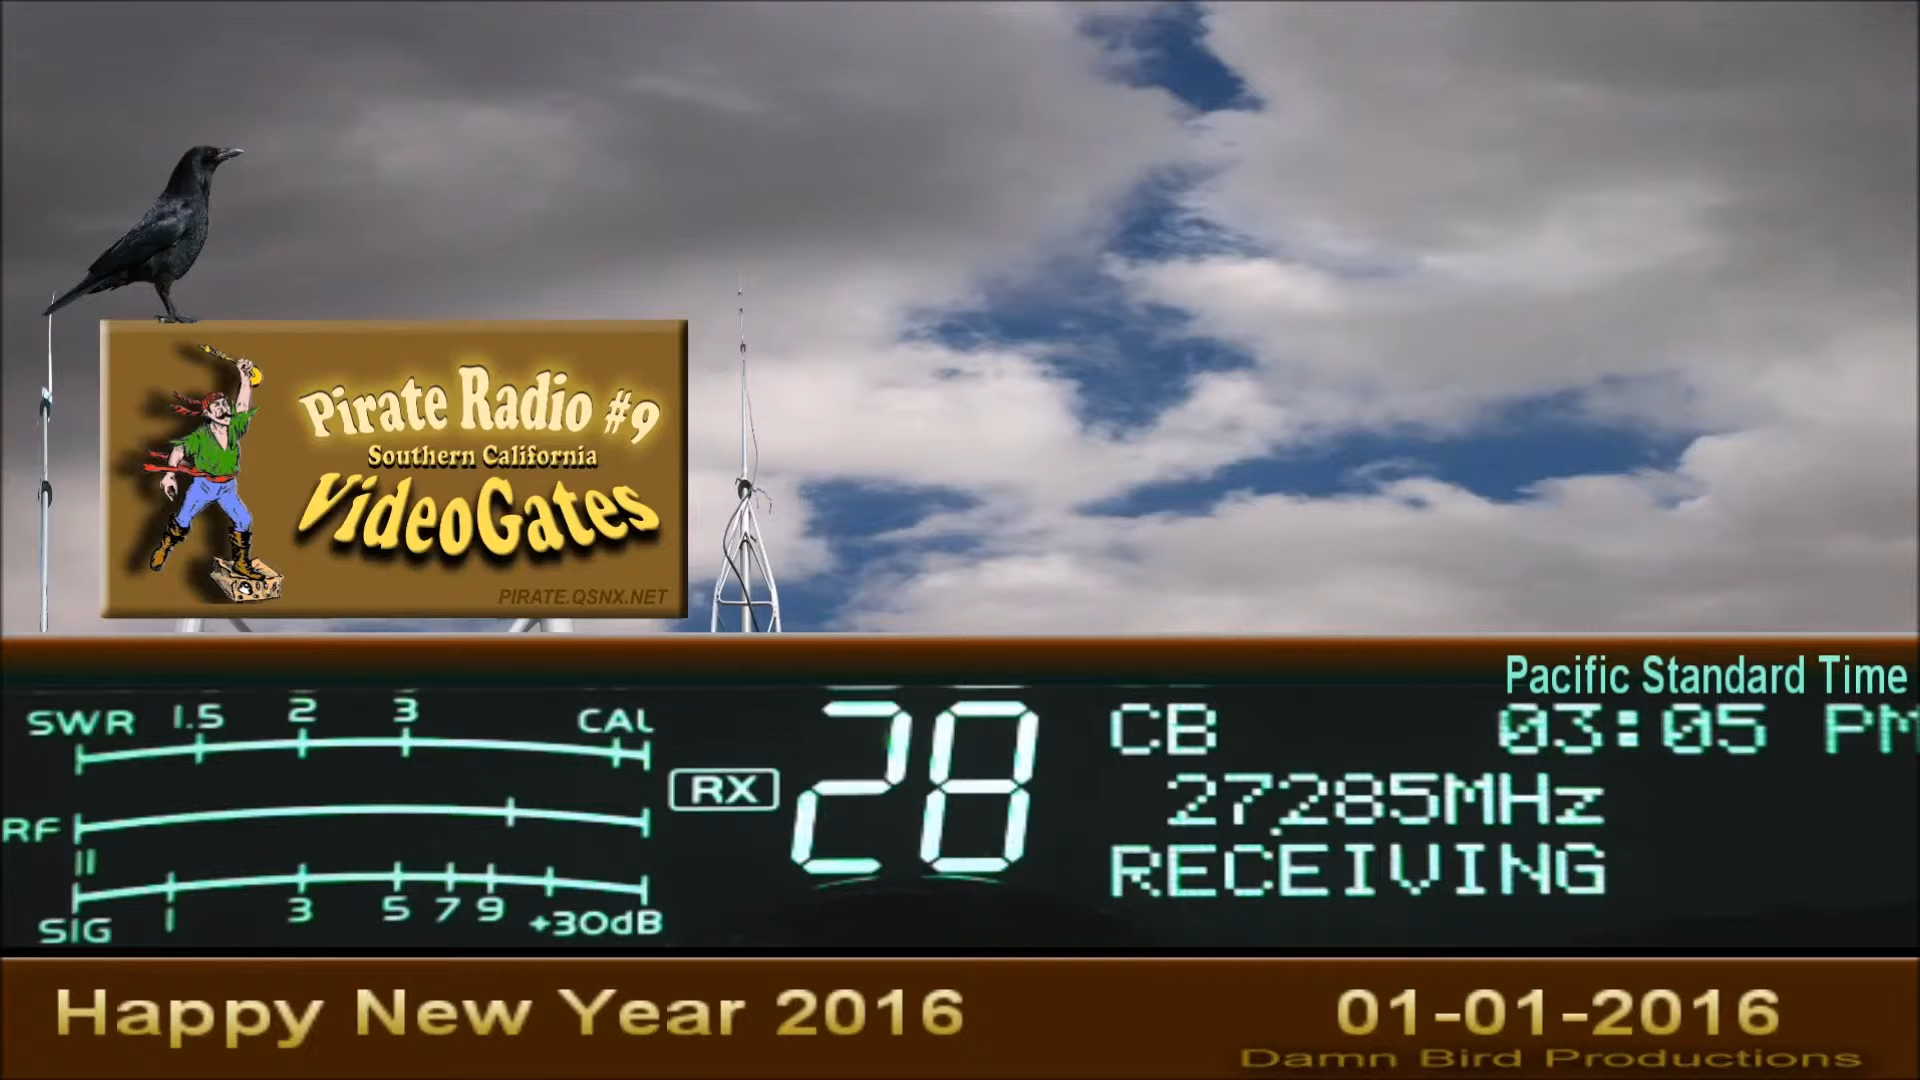 Pirate Radio #9
Southern California
VideoGates
PIRATE.QSNX.NET
Pacific Standard Time
SWR 1.5 2 3 CAL
RF
SIG 1 3 5 7 9 +30dB
RX
28
CB
03:05 PM
27.285MHz
RECEIVING
Happy New Year 2016
01-01-2016
Damn Bird Productions